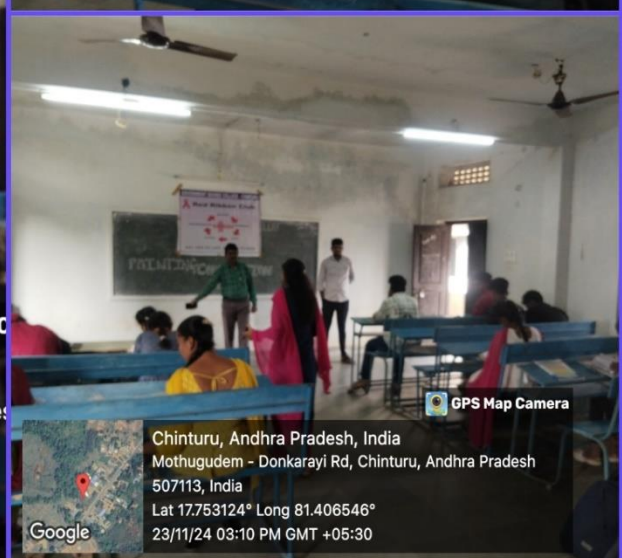 Red Ribbon Club
PAINTING
GPS Map Camera
Chinturu, Andhra Pradesh, India
Mothugudem - Donkarayi Rd, Chinturu, Andhra Pradesh
507113, India
Lat 17.753124° Long 81.406546°
23/11/24 03:10 PM GMT +05:30
Google